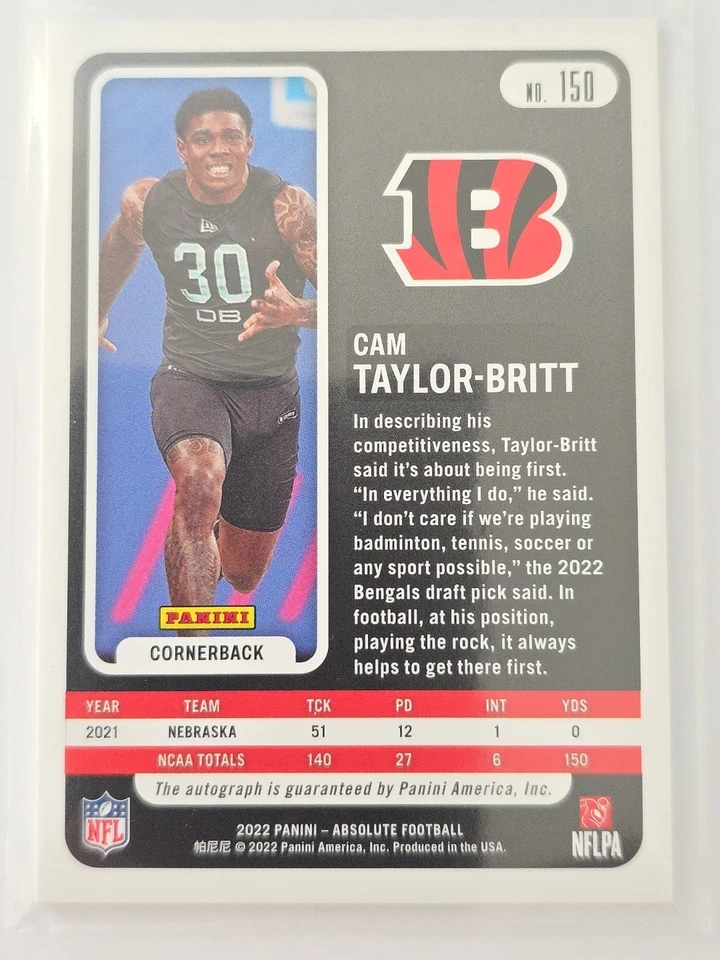 NO. 150
30
DB
B
CAM
TAYLOR-BRITT
In describing his
competitiveness, Taylor-Britt
said it's about being first.
"In everything I do," he said.
"I don't care if we're playing
badminton, tennis, soccer or
any sport possible," the 2022
Bengals draft pick said. In
football, at his position,
playing the rock, it always
helps to get there first.
PANINI
CORNERBACK
YEAR TEAM TCK PD INT YDS
2021 NEBRASKA 51 12 1 0
NCAA TOTALS 140 27 6 150
The autograph is guaranteed by Panini America, Inc.
NFL
2022 PANINI – ABSOLUTE FOOTBALL
帕尼尼 © 2022 Panini America, Inc. Produced in the USA.
NFLPA